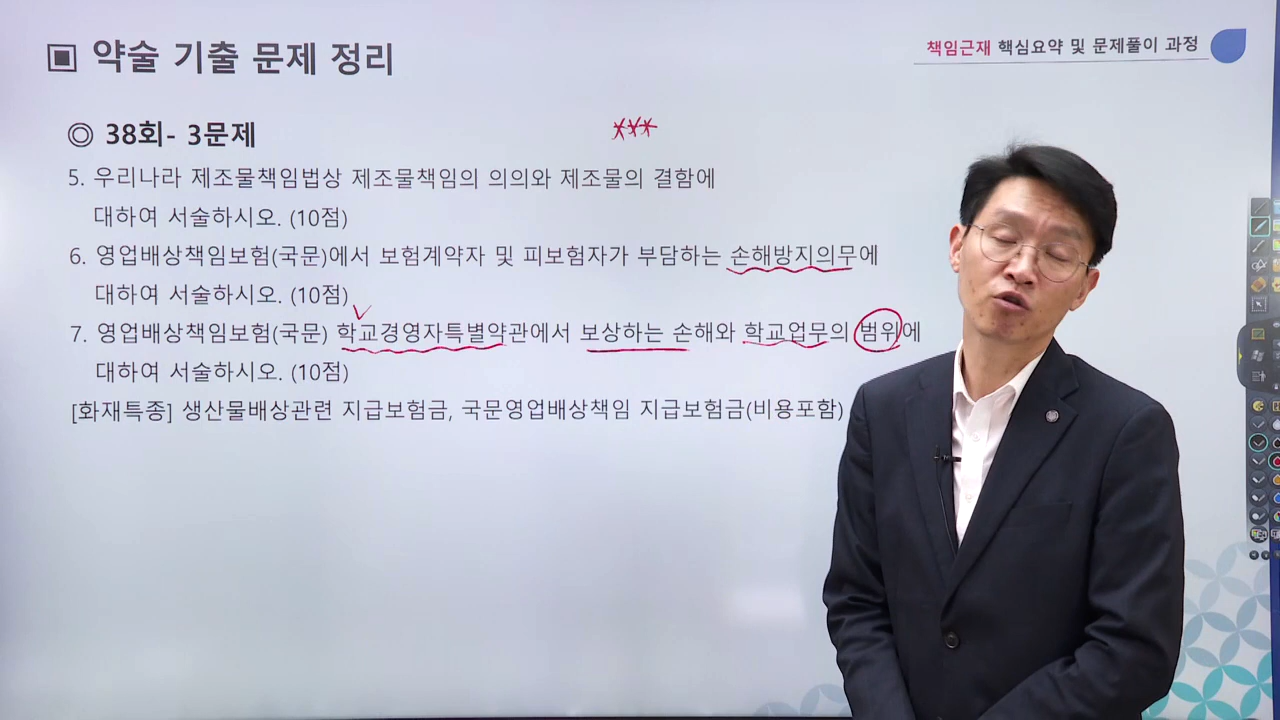 ▣ 약술 기출 문제 정리
책임근재 핵심요약 및 문제풀이 과정
◎ 38회- 3문제
5. 우리나라 제조물책임법상 제조물책임의 의의와 제조물의 결함에
대하여 서술하시오. (10점)
6. 영업배상책임보험(국문)에서 보험계약자 및 피보험자가 부담하는 손해방지의무에
대하여 서술하시오. (10점)
7. 영업배상책임보험(국문) 학교경영자특별약관에서 보상하는 손해와 학교업무의 범위에
대하여 서술하시오. (10점)
[화재특종] 생산물배상관련 지급보험금, 국문영업배상책임 지급보험금(비용포함)